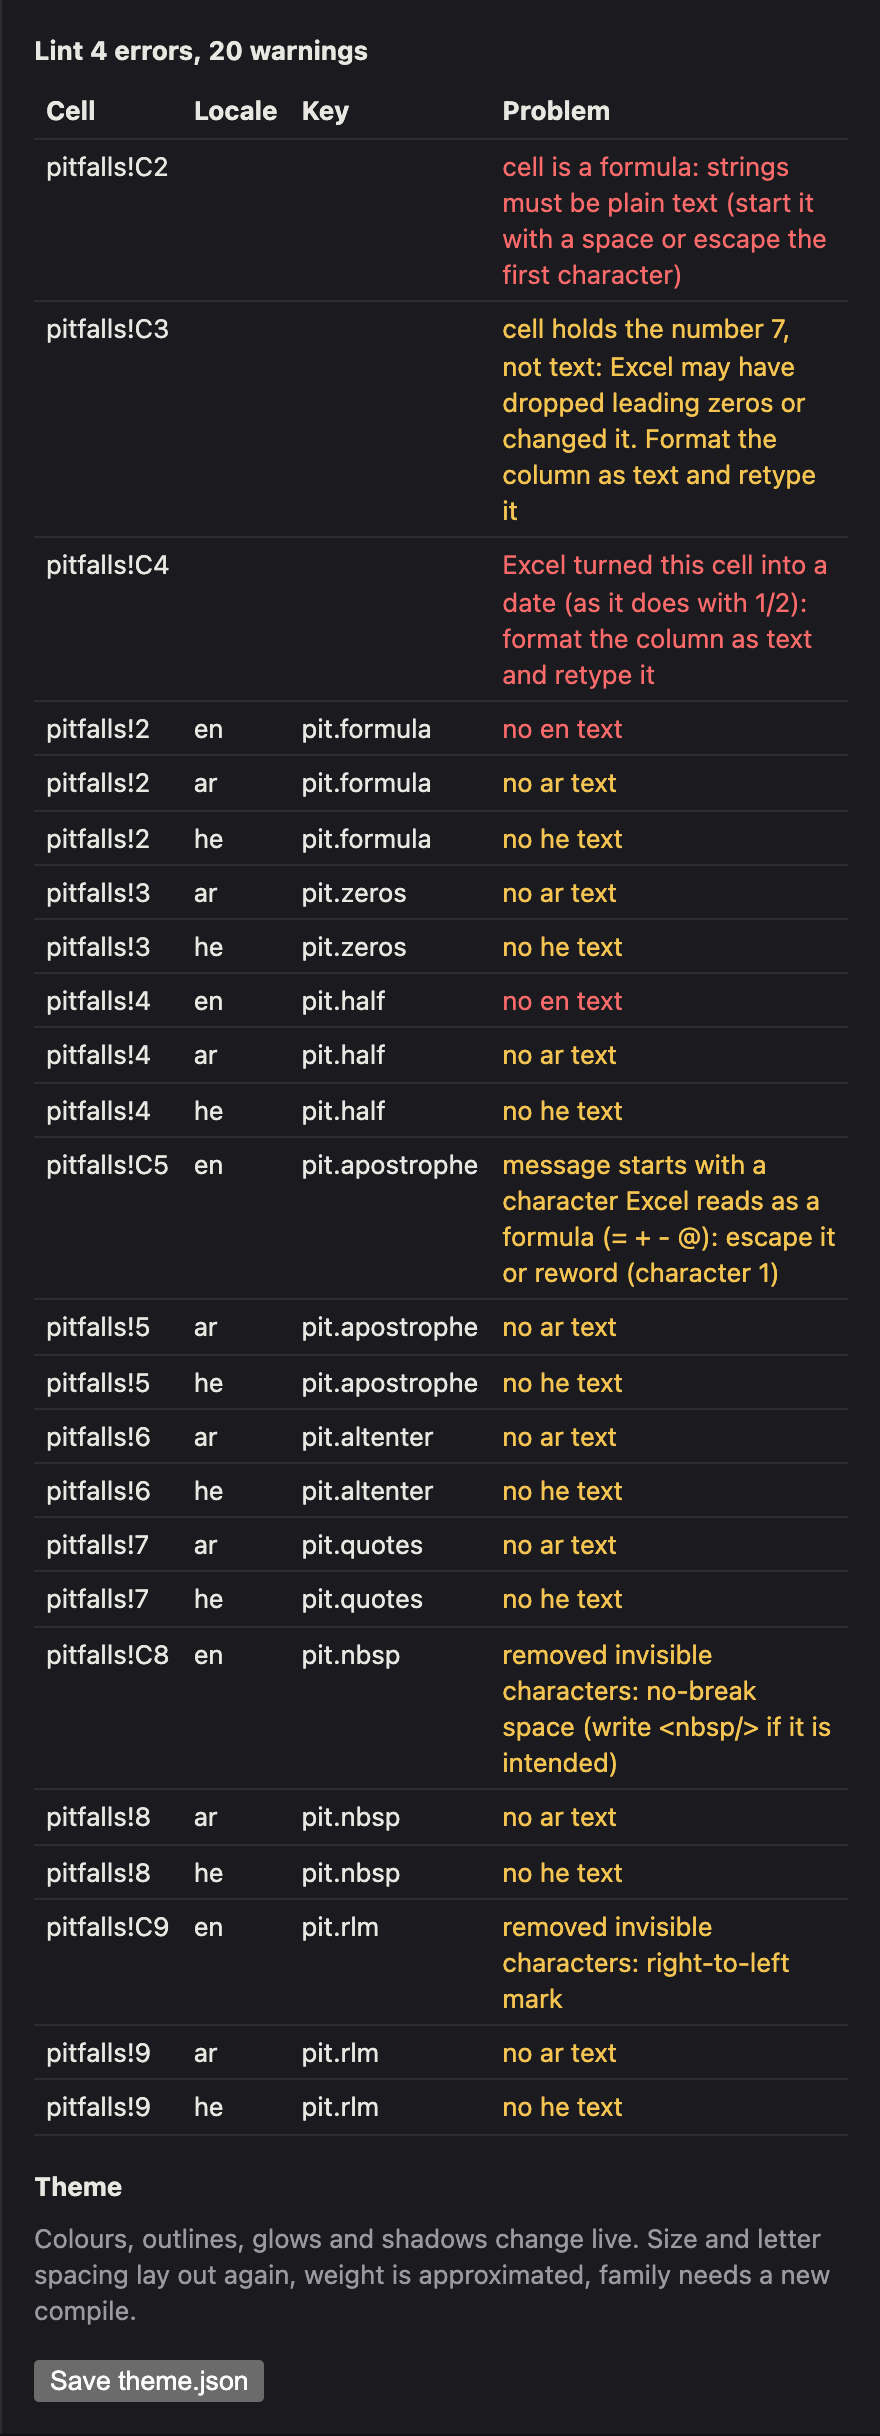 Lint 4 errors, 20 warnings
Cell Locale Key Problem
pitfalls!C2 cell is a formula: strings
must be plain text (start it
with a space or escape the
first character)
pitfalls!C3 cell holds the number 7,
not text: Excel may have
dropped leading zeros or
changed it. Format the
column as text and retype
it
pitfalls!C4 Excel turned this cell into a
date (as it does with 1/2):
format the column as text
and retype it
pitfalls!2 en pit.formula no en text
pitfalls!2 ar pit.formula no ar text
pitfalls!2 he pit.formula no he text
pitfalls!3 ar pit.zeros no ar text
pitfalls!3 he pit.zeros no he text
pitfalls!4 en pit.half no en text
pitfalls!4 ar pit.half no ar text
pitfalls!4 he pit.half no he text
pitfalls!C5 en pit.apostrophe message starts with a
character Excel reads as a
formula (= + - @): escape it
or reword (character 1)
pitfalls!5 ar pit.apostrophe no ar text
pitfalls!5 he pit.apostrophe no he text
pitfalls!6 ar pit.altenter no ar text
pitfalls!6 he pit.altenter no he text
pitfalls!7 ar pit.quotes no ar text
pitfalls!7 he pit.quotes no he text
pitfalls!C8 en pit.nbsp removed invisible
characters: no-break
space (write <nbsp/> if it is
intended)
pitfalls!8 ar pit.nbsp no ar text
pitfalls!8 he pit.nbsp no he text
pitfalls!C9 en pit.rlm removed invisible
characters: right-to-left
mark
pitfalls!9 ar pit.rlm no ar text
pitfalls!9 he pit.rlm no he text
Theme
Colours, outlines, glows and shadows change live. Size and letter
spacing lay out again, weight is approximated, family needs a new
compile.
Save theme.json